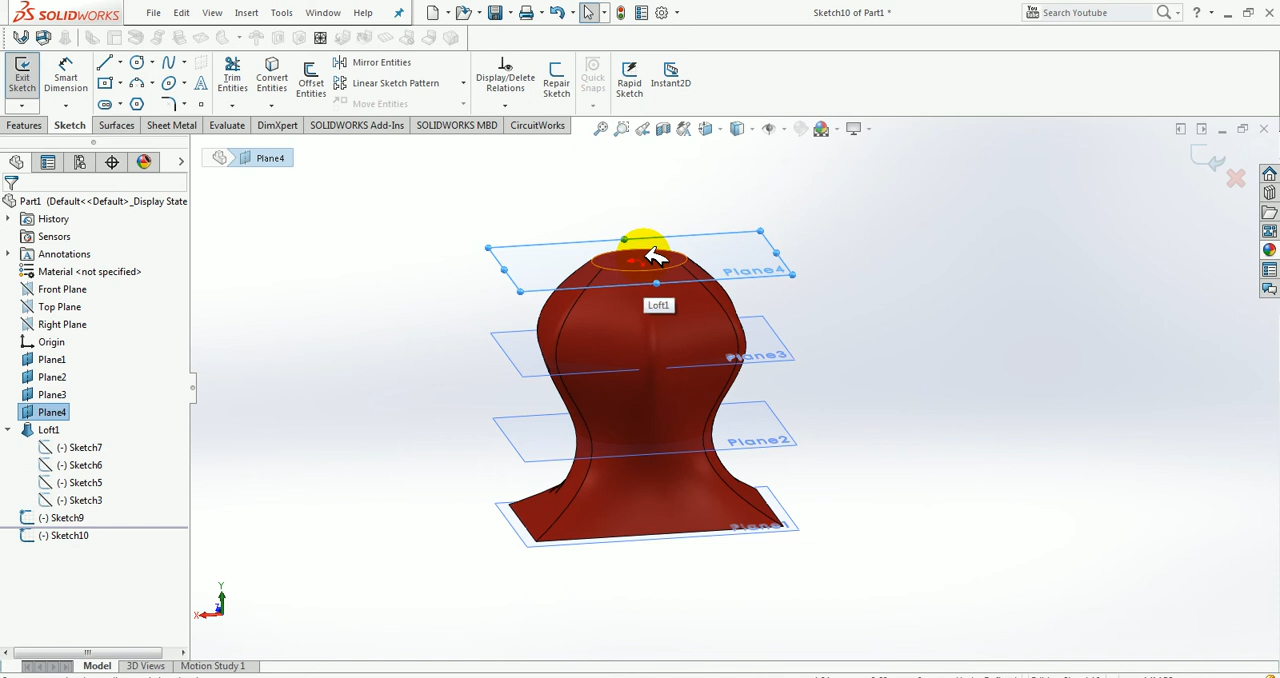 SOLIDWORKS
File Edit View Insert Tools Window Help
Sketch10 of Part1 *
Search Youtube
Exit Sketch
Smart Dimension
Trim Entities
Convert Entities
Offset Entities
Mirror Entities
Linear Sketch Pattern
Move Entities
Display/Delete Relations
Repair Sketch
Quick Snaps
Rapid Sketch
Instant2D
Features Sketch Surfaces Sheet Metal Evaluate DimXpert SOLIDWORKS Add-Ins SOLIDWORKS MBD CircuitWorks
Plane4
Part1 (Default<<Default>_Display State
History
Sensors
Annotations
Material <not specified>
Front Plane
Top Plane
Right Plane
Origin
Plane1
Plane2
Plane3
Plane4
Loft1
(-) Sketch7
(-) Sketch6
(-) Sketch5
(-) Sketch3
(-) Sketch9
(-) Sketch10
Plane4
Loft1
Plane3
Plane2
Plane1
Y
X
Z
Model 3D Views Motion Study 1